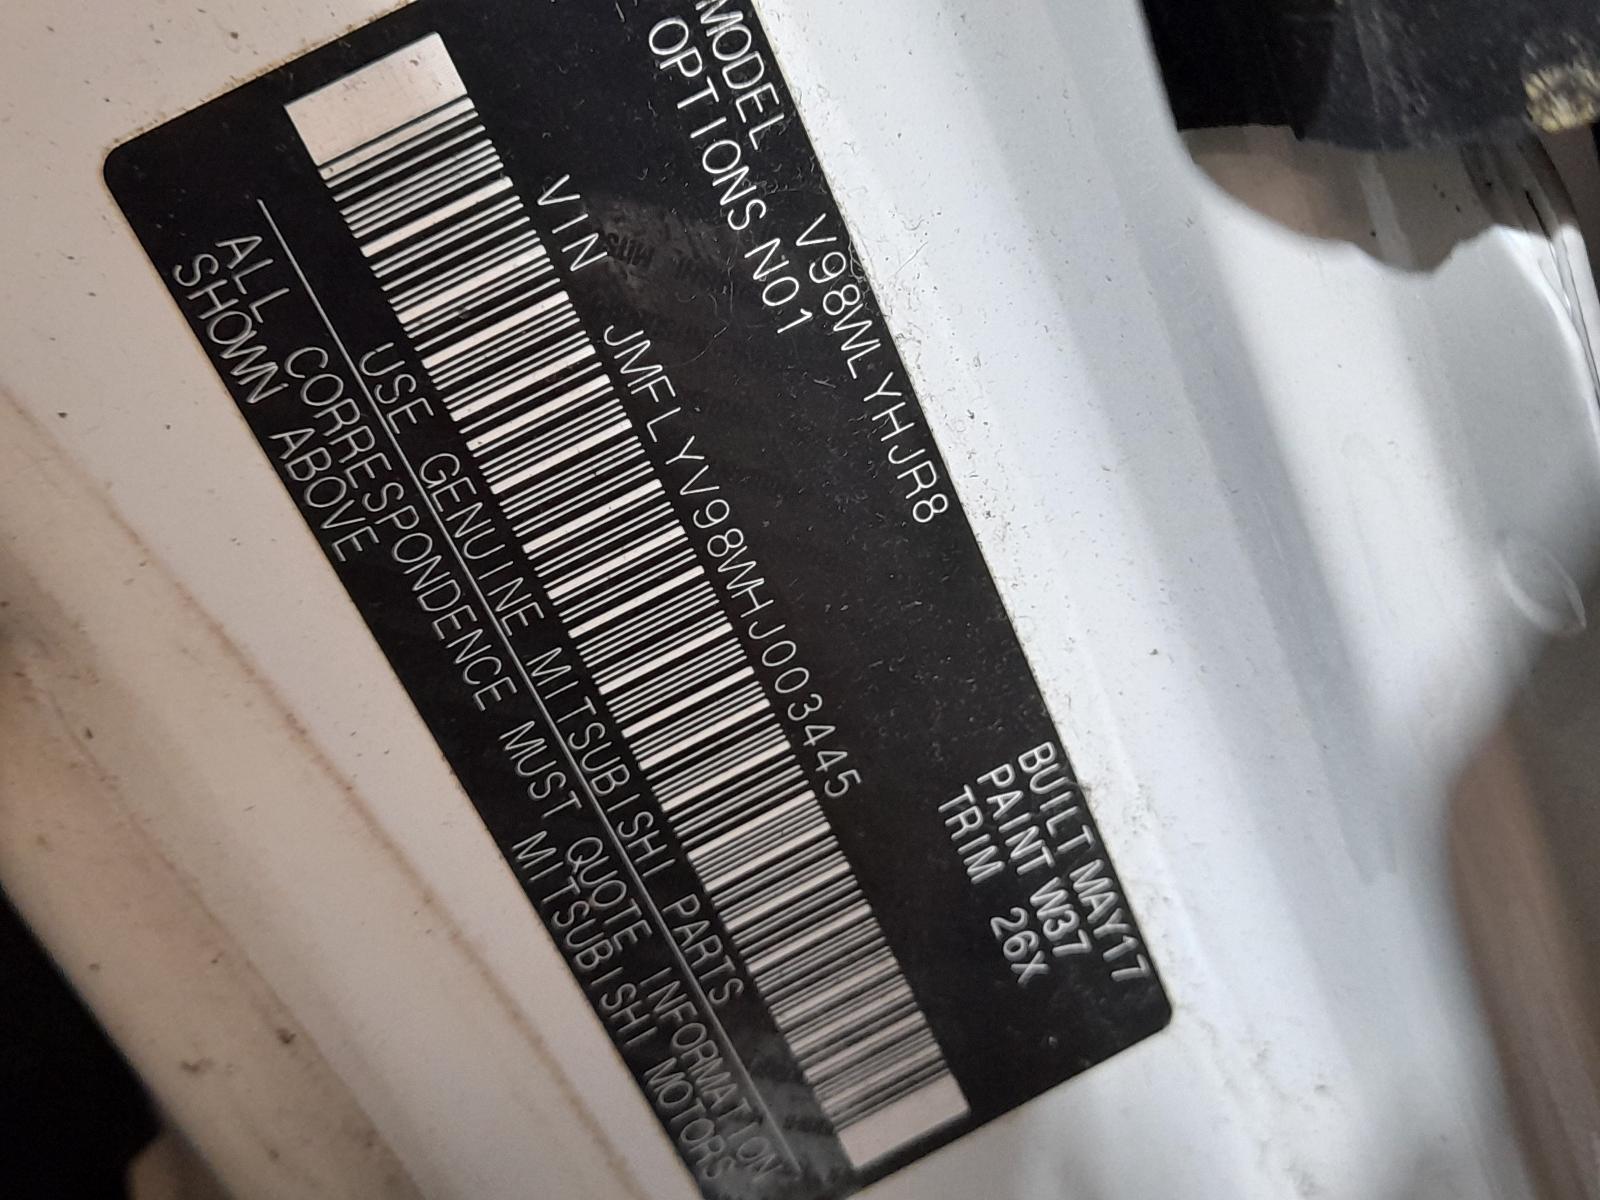 MODEL V98WLYHJR8
OPTIONS NO1
BUILT MAY17
PAINT W37
TRIM 26X
VIN JMFLYV98WHJ003445
USE GENUINE MITSUBISHI PARTS
ALL CORRESPONDENCE MUST QUOTE INFORMATION
SHOWN ABOVE MITSUBISHI MOTORS